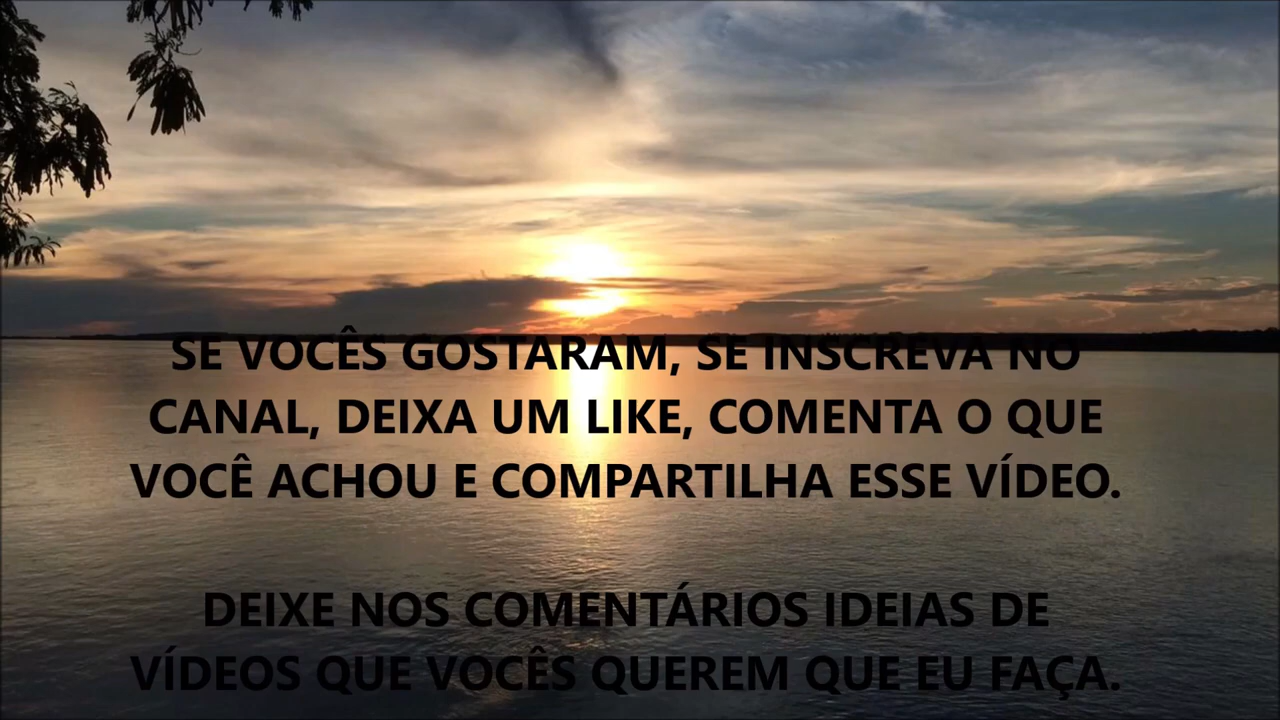 SE VOCÊS GOSTARAM, SE INSCREVA NO
CANAL, DEIXA UM LIKE, COMENTA O QUE
VOCÊ ACHOU E COMPARTILHA ESSE VÍDEO.
DEIXE NOS COMENTÁRIOS IDEIAS DE
VÍDEOS QUE VOCÊS QUEREM QUE EU FAÇA.